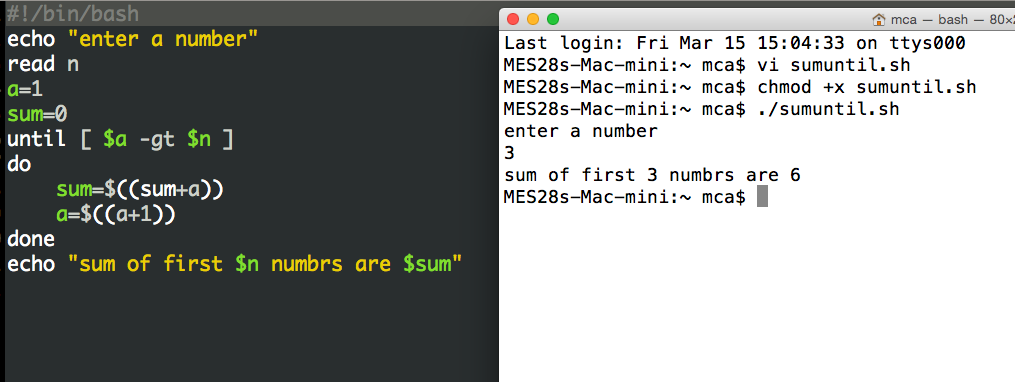 #!/bin/bash
echo "enter a number"
read n
a=1
sum=0
until [ $a -gt $n ]
do
    sum=$((sum+a))
    a=$((a+1))
done
echo "sum of first $n numbrs are $sum"
mca — bash — 80×2
Last login: Fri Mar 15 15:04:33 on ttys000
MES28s-Mac-mini:~ mca$ vi sumuntil.sh
MES28s-Mac-mini:~ mca$ chmod +x sumuntil.sh
MES28s-Mac-mini:~ mca$ ./sumuntil.sh
enter a number
3
sum of first 3 numbrs are 6
MES28s-Mac-mini:~ mca$